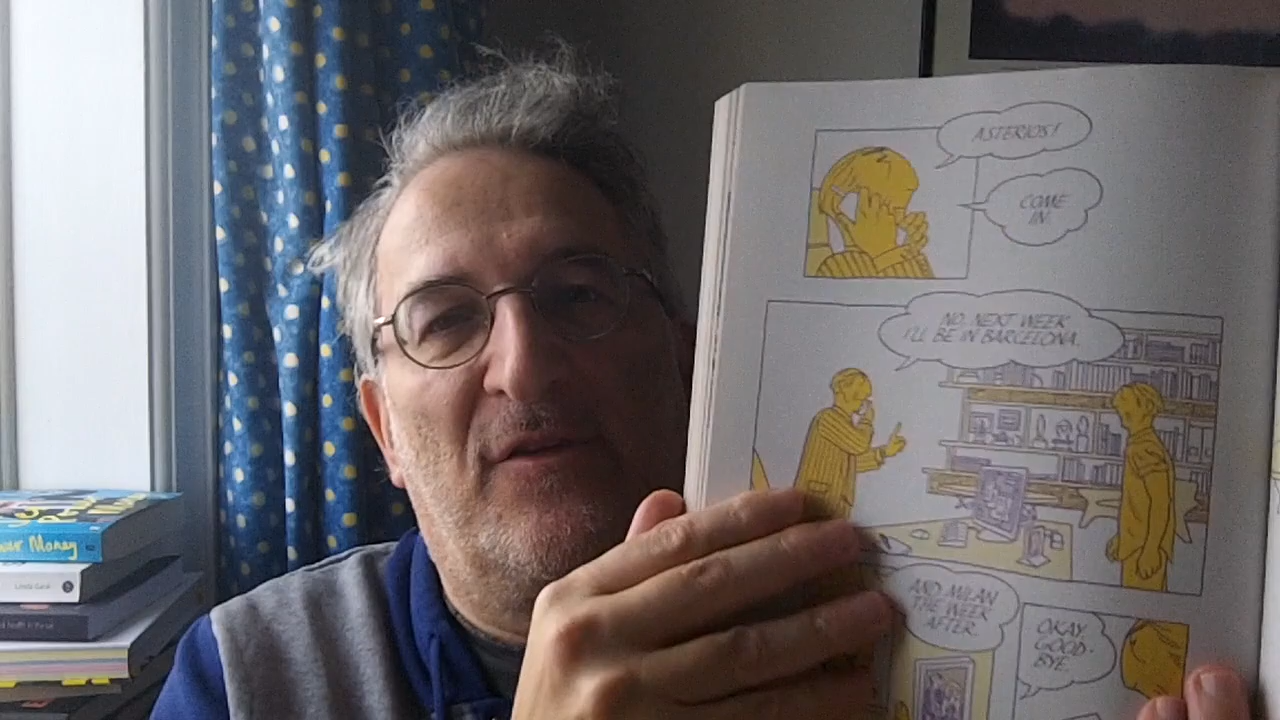 ASTERIOS!
COME
IN
NO. NEXT WEEK
I'LL BE IN BARCELONA.
AND MILAN
THE WEEK
AFTER.
OKAY.
GOOD-
BYE.
Money